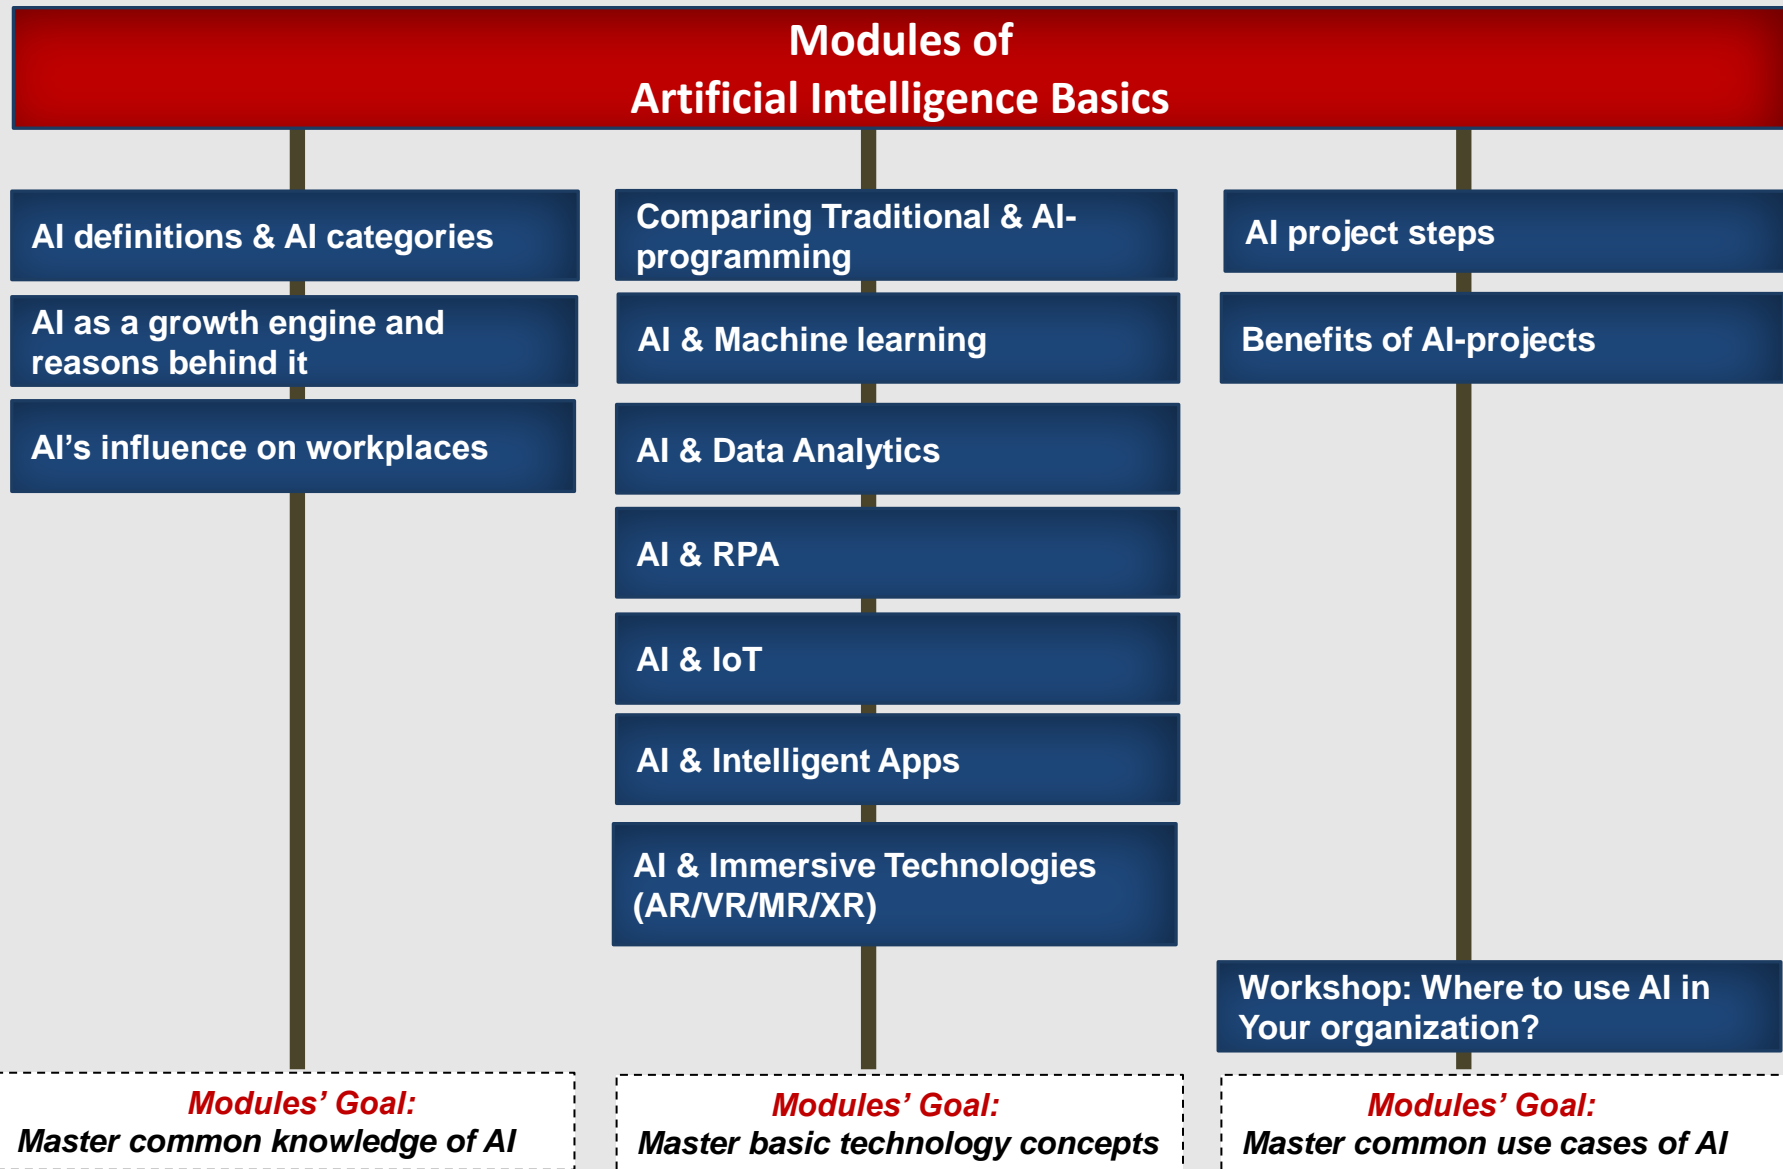 Modules of
Artificial Intelligence Basics
AI definitions & AI categories
AI as a growth engine and
reasons behind it
AI’s influence on workplaces
Modules’ Goal:
Master common knowledge of AI
Comparing Traditional & AI-
programming
AI & Machine learning
AI & Data Analytics
AI & RPA
AI & IoT
AI & Intelligent Apps
AI & Immersive Technologies
(AR/VR/MR/XR)
Modules’ Goal:
Master basic technology concepts
AI project steps
Benefits of AI-projects
Workshop: Where to use AI in
Your organization?
Modules’ Goal:
Master common use cases of AI